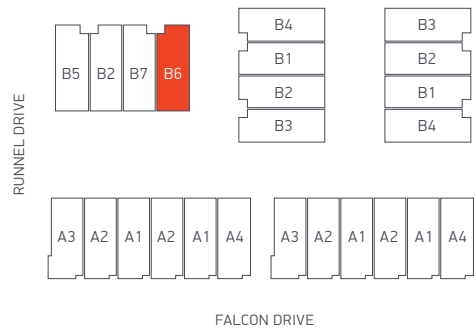 B5 B2 B7 B6
B4
B1
B2
B3
B3
B2
B1
B4
RUNNEL DRIVE
A3 A2 A1 A2 A1 A4
A3 A2 A1 A2 A1 A4
FALCON DRIVE